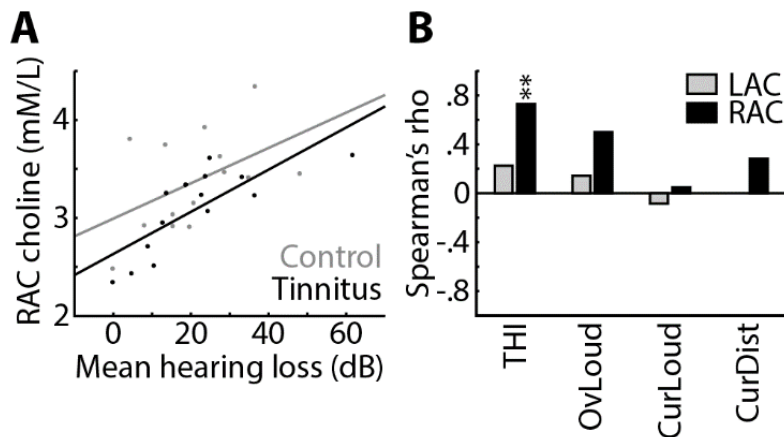 A
RAC choline (mM/L)
4
3
2
0
20
40
60
Mean hearing loss (dB)
Control
Tinnitus
B
Spearman's rho
.8
.4
0
-.4
-.8
**
LAC
RAC
THI
OvLoud
CurLoud
CurDist